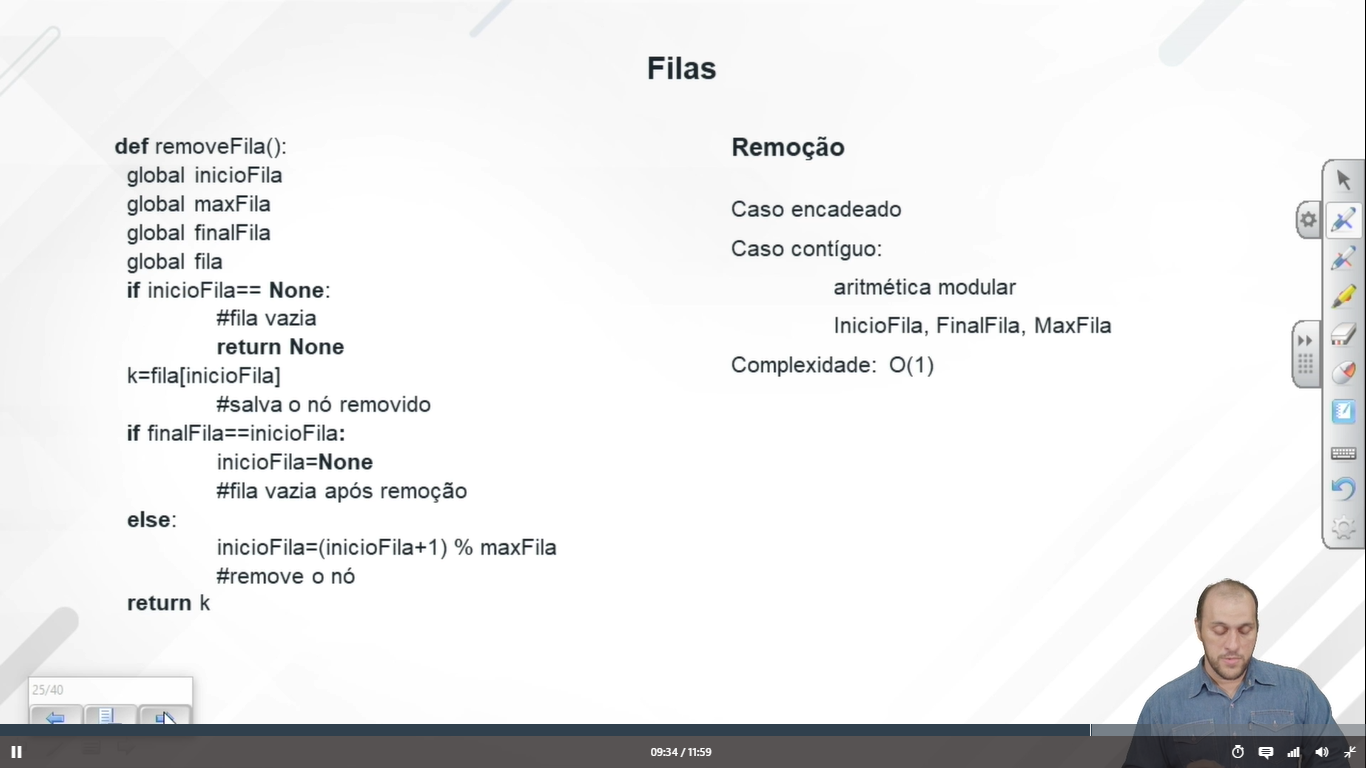 Filas
def removeFila():
global inicioFila
global maxFila
global finalFila
global fila
if inicioFila== None:
#fila vazia
return None
k=fila[inicioFila]
#salva o nó removido
if finalFila==inicioFila:
inicioFila=None
#fila vazia após remoção
else:
inicioFila=(inicioFila+1) % maxFila
#remove o nó
return k
Remoção
Caso encadeado
Caso contíguo:
aritmética modular
InicioFila, FinalFila, MaxFila
Complexidade: O(1)
25/40
09:34 / 11:59